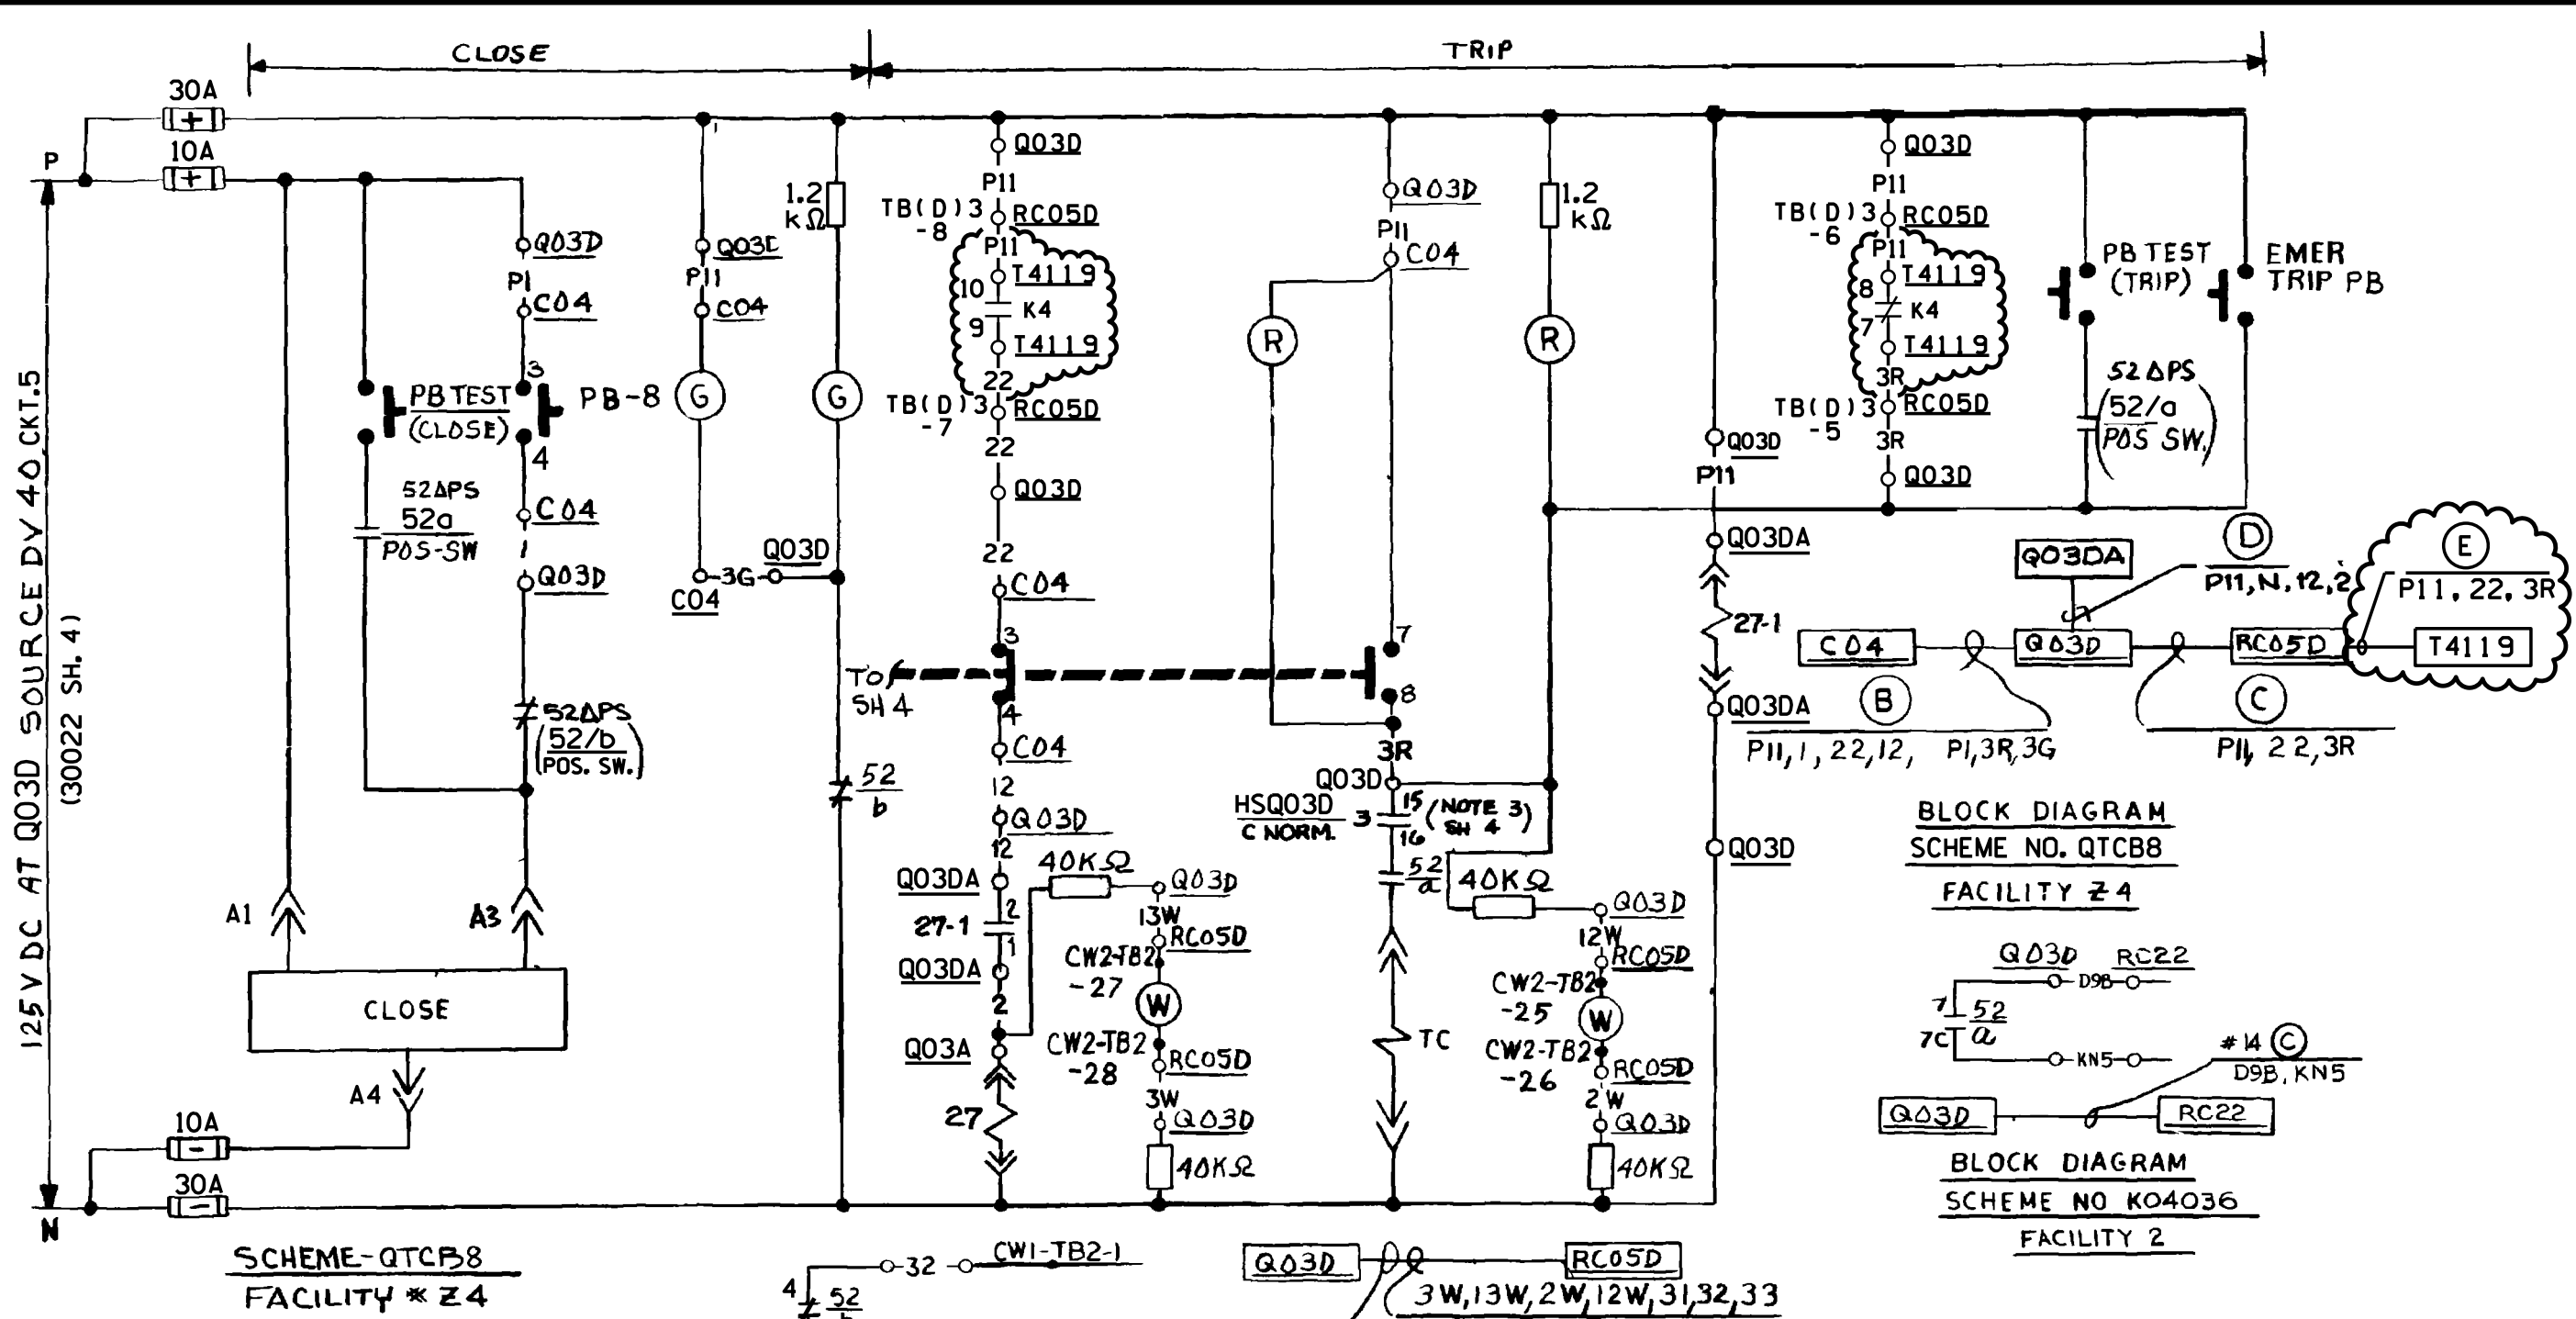 CLOSE
TRIP
30A
+
P
10A
+
125 V DC AT Q03D SOURCE DV 40 CKT.5
(30022 SH. 4)
Q03D
P1
C04
3
PB TEST
(CLOSE)
PB-8
4
52ΔPS
52a
POS-SW
C04
1
Q03D
52ΔPS
52/b
POS. SW.
A1
A3
CLOSE
A4
10A
-
30A
-
N
SCHEME-QTCB8
FACILITY * Z4
P11
C04
G
C04
3G
Q03D
1.2
kΩ
G
52
b
Q03D
P11
TB(D)3
-8
RC05D
P11
T4119
10
K4
9
T4119
22
TB(D)3
-7
RC05D
22
Q03D
22
C04
3
TO
SH 4
4
C04
12
Q03D
12
Q03DA
2
27-1
1
Q03DA
2
Q03A
27
40KΩ
Q03D
13W
RC05D
CW2-TB2
-27
W
CW2-TB2
-28
RC05D
3W
Q03D
40KΩ
Q03D
P11
C04
R
7
8
3R
Q03D
HSQ03D
C NORM.
3
15
16
(NOTE 3)
SH 4
52
a
TC
1.2
kΩ
R
40KΩ
Q03D
12W
RC05D
CW2-TB2
-25
W
CW2-TB2
-26
RC05D
2W
Q03D
40KΩ
Q03D
P11
Q03DA
27-1
Q03DA
Q03D
Q03D
P11
TB(D)3
-6
RC05D
P11
T4119
8
K4
7
T4119
3R
TB(D)3
-5
RC05D
3R
Q03D
PB TEST
(TRIP)
52ΔPS
52/a
POS SW.
EMER
TRIP PB
Q03DA
D
P11,N,12,2
E
P11, 22, 3R
C04
Q03D
RC05D
T4119
B
P11,1,22,12, P1,3R,3G
C
P11, 22,3R
BLOCK DIAGRAM
SCHEME NO. QTCB8
FACILITY Z4
Q03D
RC22
D9B
7
52
a
7C
KN5
#14 C
D9B, KN5
Q03D
RC22
BLOCK DIAGRAM
SCHEME NO K04036
FACILITY 2
32
CW1-TB2-1
4
52
Q03D
RC05D
3W,13W,2W,12W,31,32,33